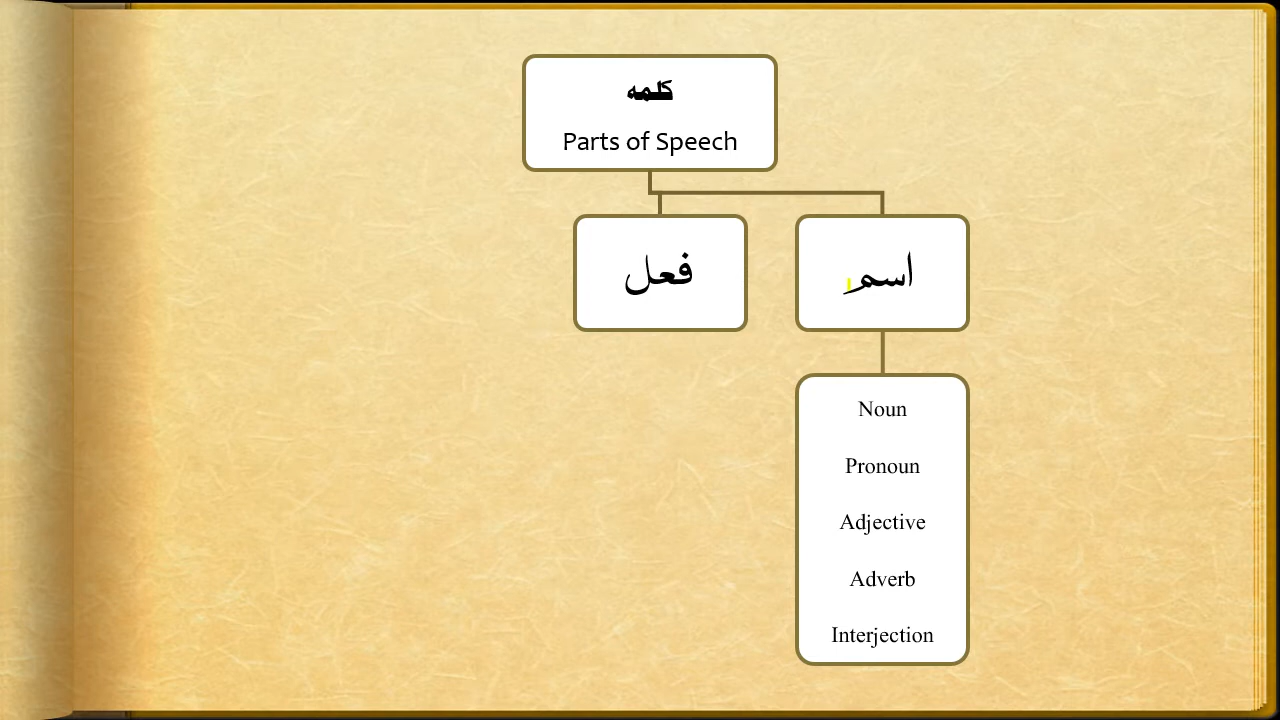 كلمه
Parts of Speech
اسم
فعل
Noun
Pronoun
Adjective
Adverb
Interjection